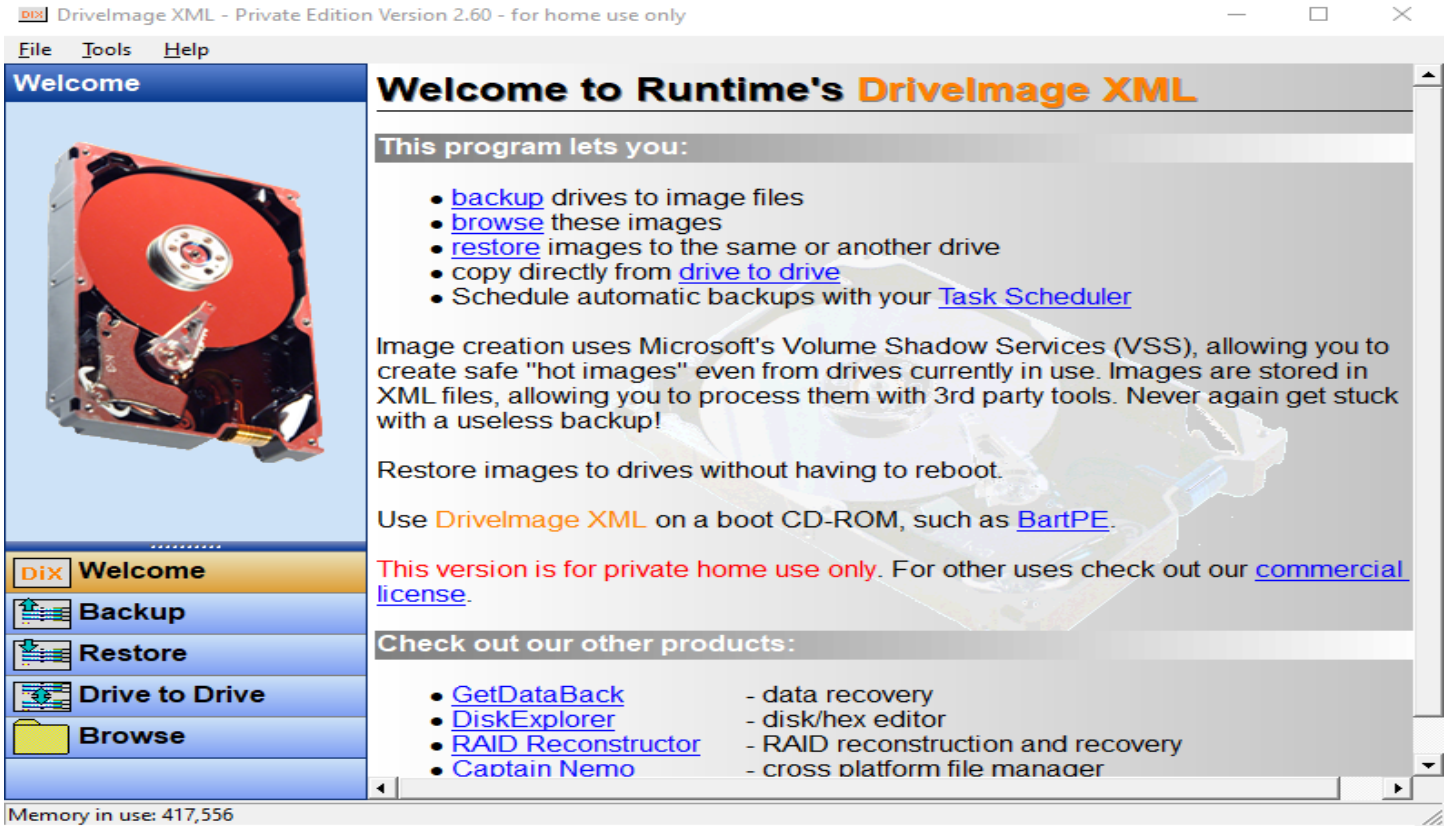 DIX DriveImage XML - Private Edition Version 2.60 - for home use only
File Tools Help
Welcome
Welcome to Runtime's DriveImage XML
This program lets you:
• backup drives to image files
• browse these images
• restore images to the same or another drive
• copy directly from drive to drive
• Schedule automatic backups with your Task Scheduler
Image creation uses Microsoft's Volume Shadow Services (VSS), allowing you to
create safe "hot images" even from drives currently in use. Images are stored in
XML files, allowing you to process them with 3rd party tools. Never again get stuck
with a useless backup!
Restore images to drives without having to reboot.
Use DriveImage XML on a boot CD-ROM, such as BartPE.
This version is for private home use only. For other uses check out our commercial
license.
Check out our other products:
• GetDataBack - data recovery
• DiskExplorer - disk/hex editor
• RAID Reconstructor - RAID reconstruction and recovery
• Captain Nemo - cross platform file manager
DiX Welcome
Backup
Restore
Drive to Drive
Browse
Memory in use: 417,556